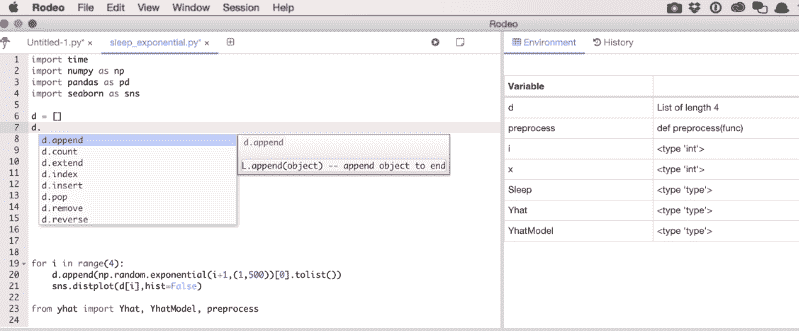 Rodeo File Edit View Window Session Help
Rodeo
Untitled-1.py* × sleep_exponential.py* ×
Environment History
1 import time
2 import numpy as np
3 import pandas as pd
4 import seaborn as sns
5
6 d = []
7 d.
8 d.append
9 d.count
10 d.extend
11 d.index
12 d.insert
13 d.pop
14 d.remove
15 d.reverse
16
17
18
19 for i in range(4):
20 d.append(np.random.exponential(i+1,(1,500))[0].tolist())
21 sns.distplot(d[i],hist=False)
22
23 from yhat import Yhat, YhatModel, preprocess
24
d.append
L.append(object) -- append object to end
Variable
d List of length 4
preprocess def preprocess(func)
i <type 'int'>
x <type 'int'>
Sleep <type 'type'>
Yhat <type 'type'>
YhatModel <type 'type'>